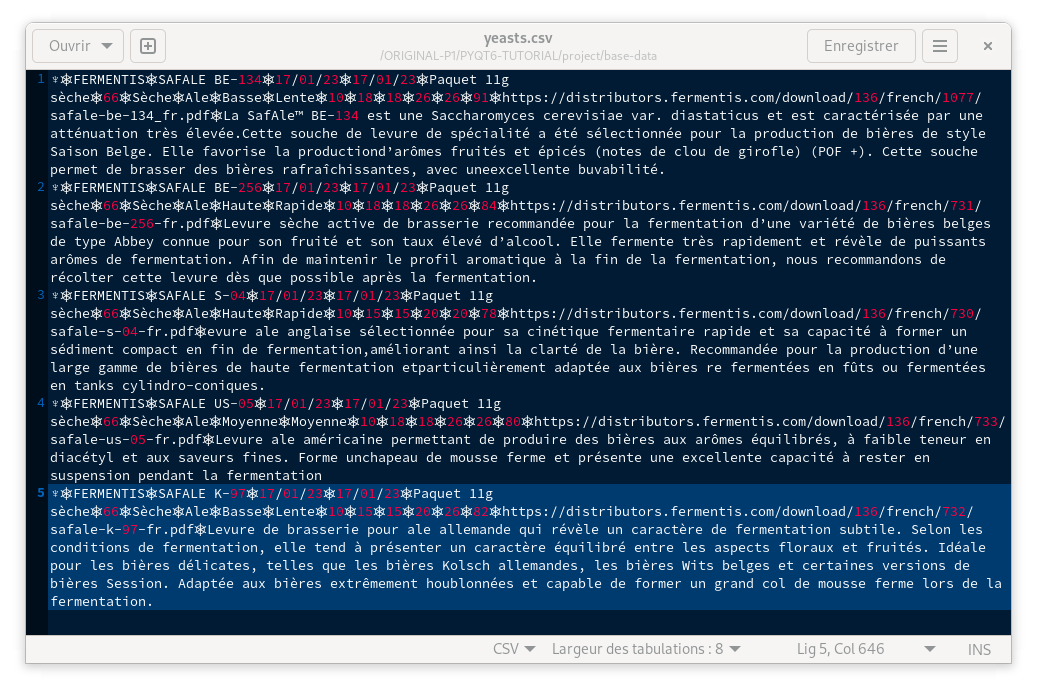 Ouvrir
yeasts.csv
/ORIGINAL-P1/PYQT6-TUTORIAL/project/base-data
Enregistrer
1 ♆❄FERMENTIS❄SAFALE BE-134❄17/01/23❄17/01/23❄Paquet 11g
sèche❄66❄Sèche❄Ale❄Basse❄Lente❄10❄18❄18❄26❄26❄91❄https://distributors.fermentis.com/download/136/french/1077/
safale-be-134_fr.pdf❄La SafAle™ BE-134 est une Saccharomyces cerevisiae var. diastaticus et est caractérisée par une
atténuation très élevée.Cette souche de levure de spécialité a été sélectionnée pour la production de bières de style
Saison Belge. Elle favorise la productiond’arômes fruités et épicés (notes de clou de girofle) (POF +). Cette souche
permet de brasser des bières rafraîchissantes, avec uneexcellente buvabilité.
2 ♆❄FERMENTIS❄SAFALE BE-256❄17/01/23❄17/01/23❄Paquet 11g
sèche❄66❄Sèche❄Ale❄Haute❄Rapide❄10❄18❄18❄26❄26❄84❄https://distributors.fermentis.com/download/136/french/731/
safale-be-256-fr.pdf❄Levure sèche active de brasserie recommandée pour la fermentation d’une variété de bières belges
de type Abbey connue pour son fruité et son taux élevé d’alcool. Elle fermente très rapidement et révèle de puissants
arômes de fermentation. Afin de maintenir le profil aromatique à la fin de la fermentation, nous recommandons de
récolter cette levure dès que possible après la fermentation.
3 ♆❄FERMENTIS❄SAFALE S-04❄17/01/23❄17/01/23❄Paquet 11g
sèche❄66❄Sèche❄Ale❄Haute❄Rapide❄10❄15❄15❄20❄20❄78❄https://distributors.fermentis.com/download/136/french/730/
safale-s-04-fr.pdf❄evure ale anglaise sélectionnée pour sa cinétique fermentaire rapide et sa capacité à former un
sédiment compact en fin de fermentation,améliorant ainsi la clarté de la bière. Recommandée pour la production d’une
large gamme de bières de haute fermentation etparticulièrement adaptée aux bières re fermentées en fûts ou fermentées
en tanks cylindro-coniques.
4 ♆❄FERMENTIS❄SAFALE US-05❄17/01/23❄17/01/23❄Paquet 11g
sèche❄66❄Sèche❄Ale❄Moyenne❄Moyenne❄10❄18❄18❄26❄26❄80❄https://distributors.fermentis.com/download/136/french/733/
safale-us-05-fr.pdf❄Levure ale américaine permettant de produire des bières aux arômes équilibrés, à faible teneur en
diacétyl et aux saveurs fines. Forme unchapeau de mousse ferme et présente une excellente capacité à rester en
suspension pendant la fermentation
5 ♆❄FERMENTIS❄SAFALE K-97❄17/01/23❄17/01/23❄Paquet 11g
sèche❄66❄Sèche❄Ale❄Basse❄Lente❄10❄15❄15❄20❄26❄82❄https://distributors.fermentis.com/download/136/french/732/
safale-k-97-fr.pdf❄Levure de brasserie pour ale allemande qui révèle un caractère de fermentation subtile. Selon les
conditions de fermentation, elle tend à présenter un caractère équilibré entre les aspects floraux et fruités. Idéale
pour les bières délicates, telles que les bières Kolsch allemandes, les bières Wits belges et certaines versions de
bières Session. Adaptée aux bières extrêmement houblonnées et capable de former un grand col de mousse ferme lors de la
fermentation.
CSV Largeur des tabulations : 8 Lig 5, Col 646 INS